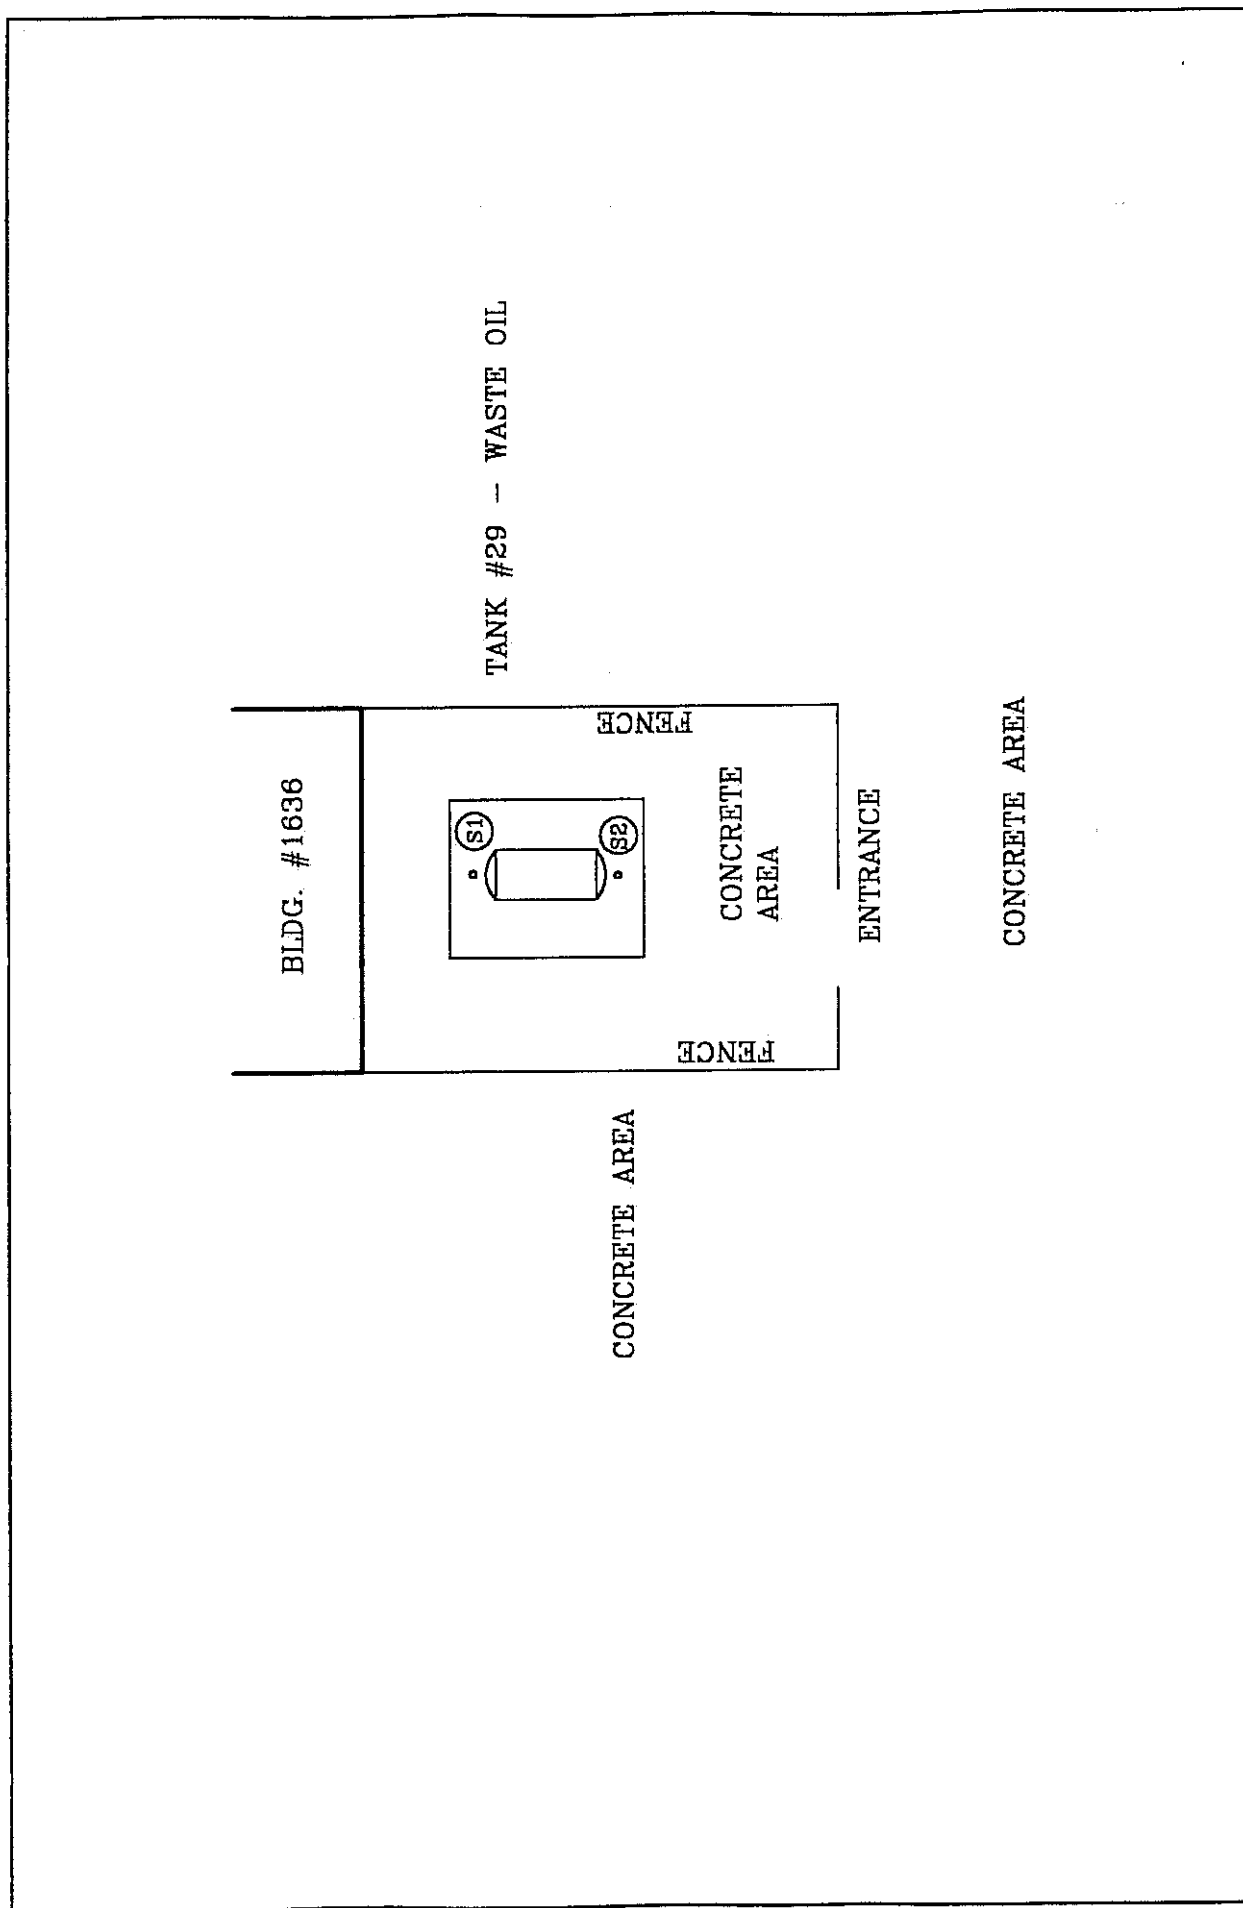 TANK #29 – WASTE OIL
BLDG. #1636
S1
S2
FENCE
CONCRETE
AREA
ENTRANCE
CONCRETE AREA
FENCE
CONCRETE AREA